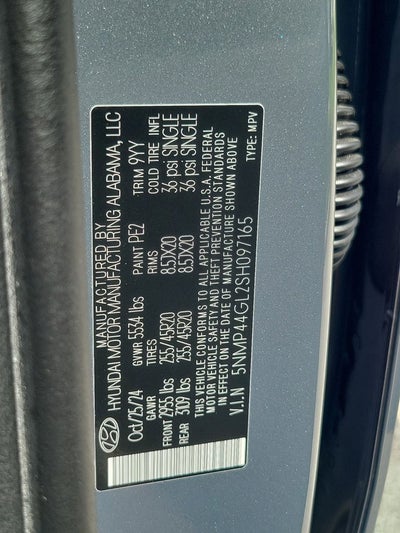 MANUFACTURED BY
HYUNDAI MOTOR MANUFACTURING ALABAMA, LLC
Oct/25/24 GVWR 5534 lbs PAINT PE2 TRIM 9YY
GAWR TIRES RIMS COLD TIRE INFL
FRONT 2955 lbs 255/45R20 8.5JX20 36 psi SINGLE
REAR 3109 lbs 255/45R20 8.5JX20 36 psi SINGLE
THIS VEHICLE CONFORMS TO ALL APPLICABLE U.S.A. FEDERAL
MOTOR VEHICLE SAFETY AND THEFT PREVENTION STANDARDS
IN EFFECT ON THE DATE OF MANUFACTURE SHOWN ABOVE
V.I.N 5NMP44GL2SH097165 TYPE: MPV